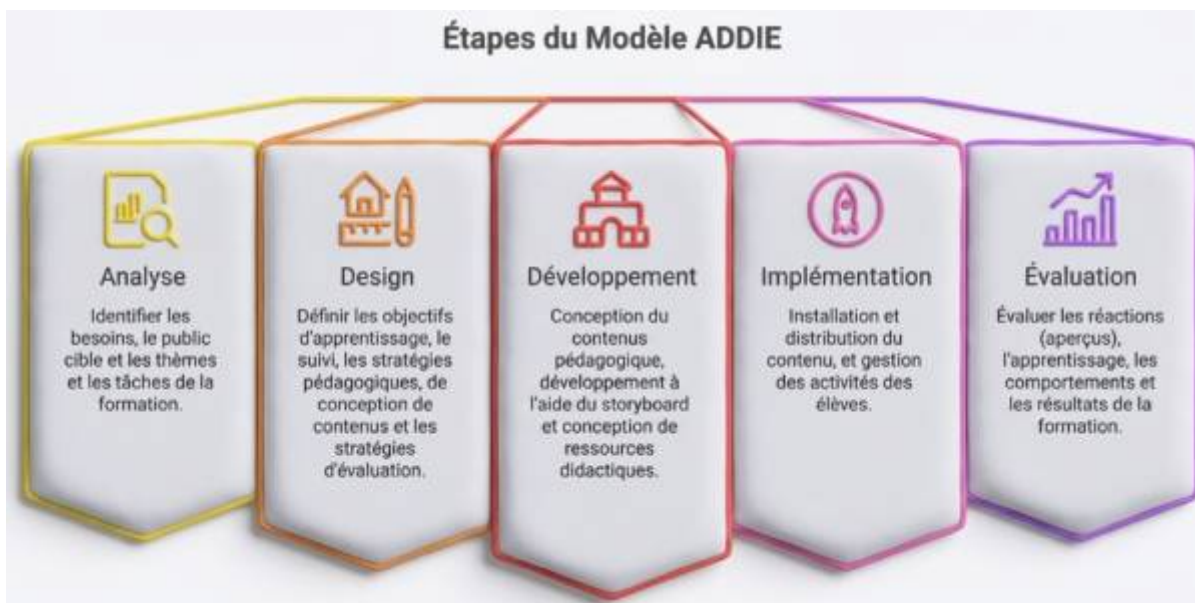 Étapes du Modèle ADDIE
Analyse
Identifier les
besoins, le public
cible et les thèmes
et les tâches de la
formation.
Design
Définir les objectifs
d'apprentissage, le
suivi, les stratégies
pédagogiques, de
conception de
contenus et les
stratégies
d'évaluation.
Développement
Conception du
contenus
pédagogique,
développement à
l'aide du storyboard
et conception de
ressources
didactiques.
Implémentation
Installation et
distribution du
contenu, et gestion
des activités des
élèves.
Évaluation
Évaluer les réactions
(aperçus),
l'apprentissage, les
comportements et
les résultats de la
formation.